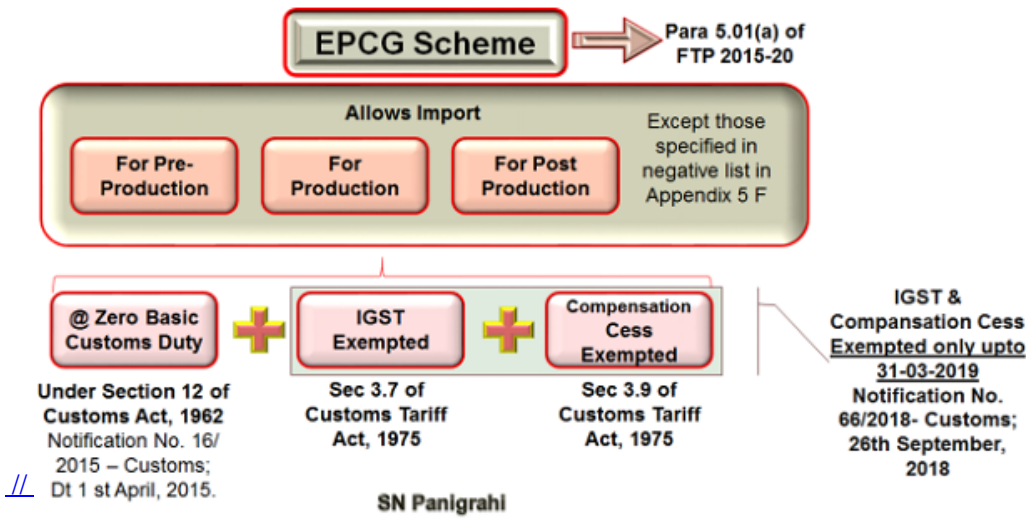 EPCG Scheme
Para 5.01(a) of
FTP 2015-20
Allows Import
For Pre-
Production
For
Production
For Post
Production
Except those
specified in
negative list in
Appendix 5 F
@ Zero Basic
Customs Duty
IGST
Exempted
Compensation
Cess
Exempted
Under Section 12 of
Customs Act, 1962
Notification No. 16/
2015 – Customs;
Dt 1 st April, 2015.
Sec 3.7 of
Customs Tariff
Act, 1975
Sec 3.9 of
Customs Tariff
Act, 1975
IGST &
Compansation Cess
Exempted only upto
31-03-2019
Notification No.
66/2018- Customs;
26th September,
2018
//
SN Panigrahi